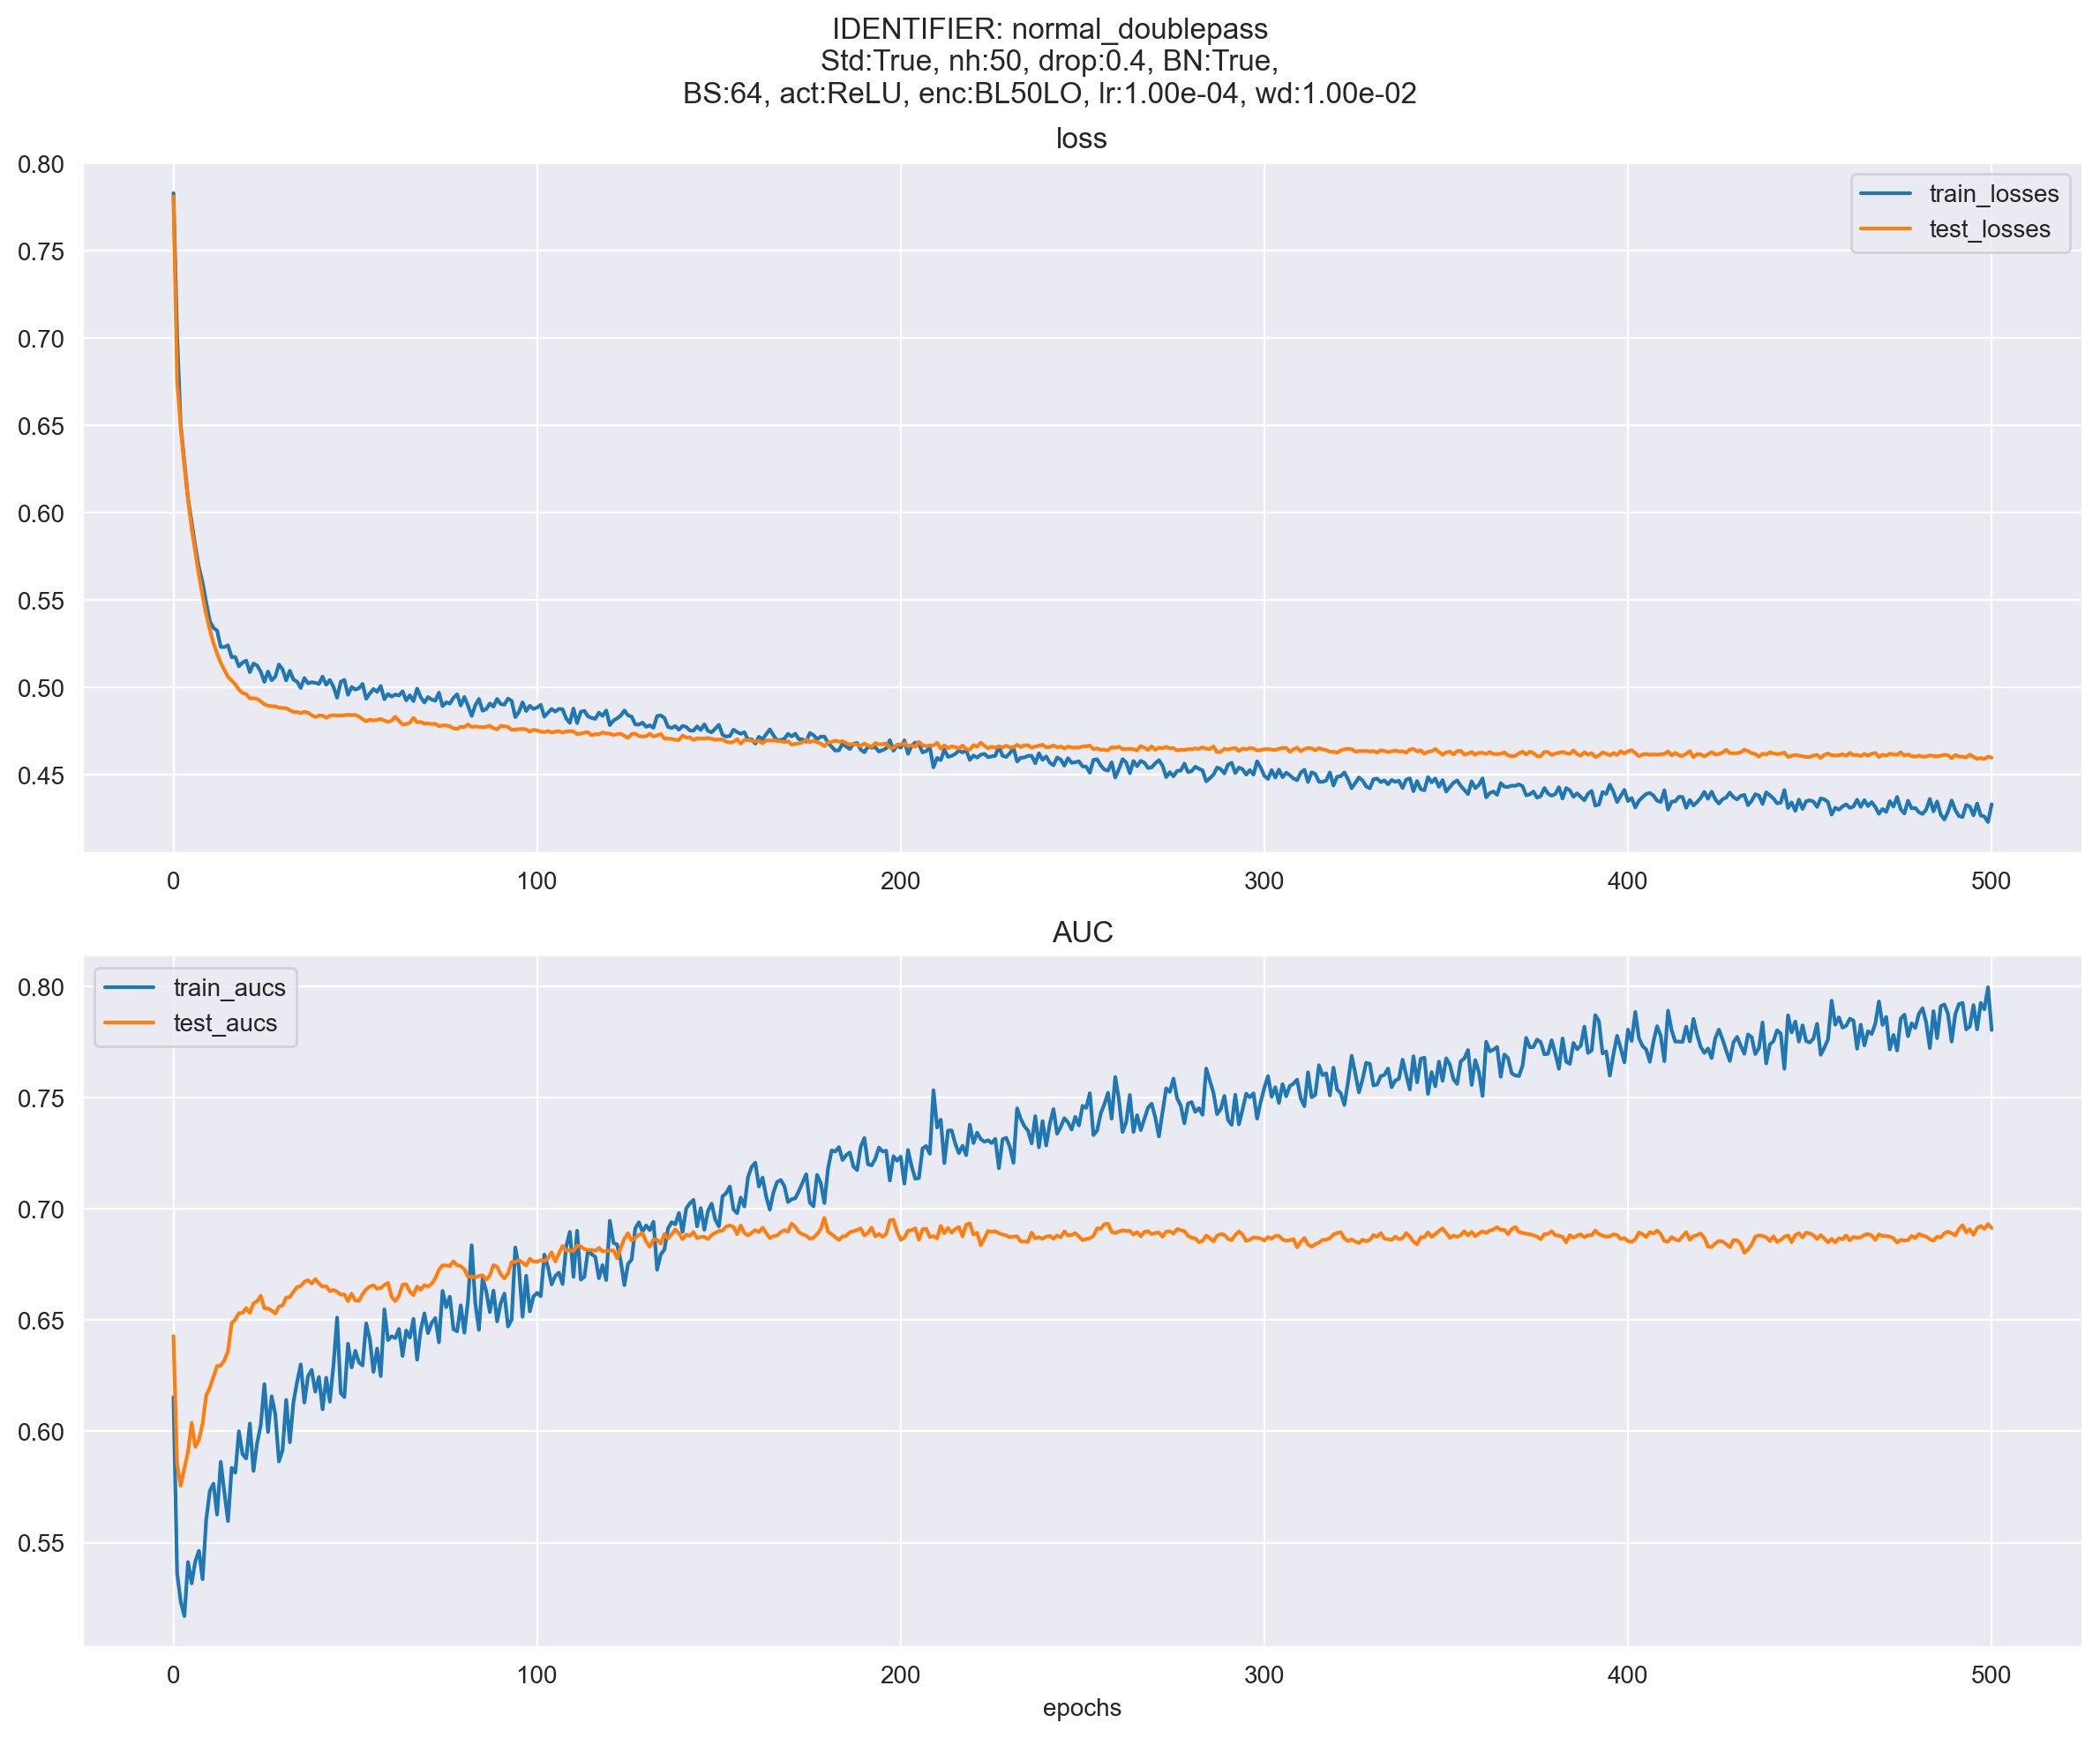 IDENTIFIER: normal_doublepass
Std:True, nh:50, drop:0.4, BN:True,
BS:64, act:ReLU, enc:BL50LO, lr:1.00e-04, wd:1.00e-02
loss
0.80
0.75
0.70
0.65
0.60
0.55
0.50
0.45
train_losses
test_losses
0 100 200 300 400 500
AUC
0.80
0.75
0.70
0.65
0.60
0.55
train_aucs
test_aucs
0 100 200 300 400 500
epochs